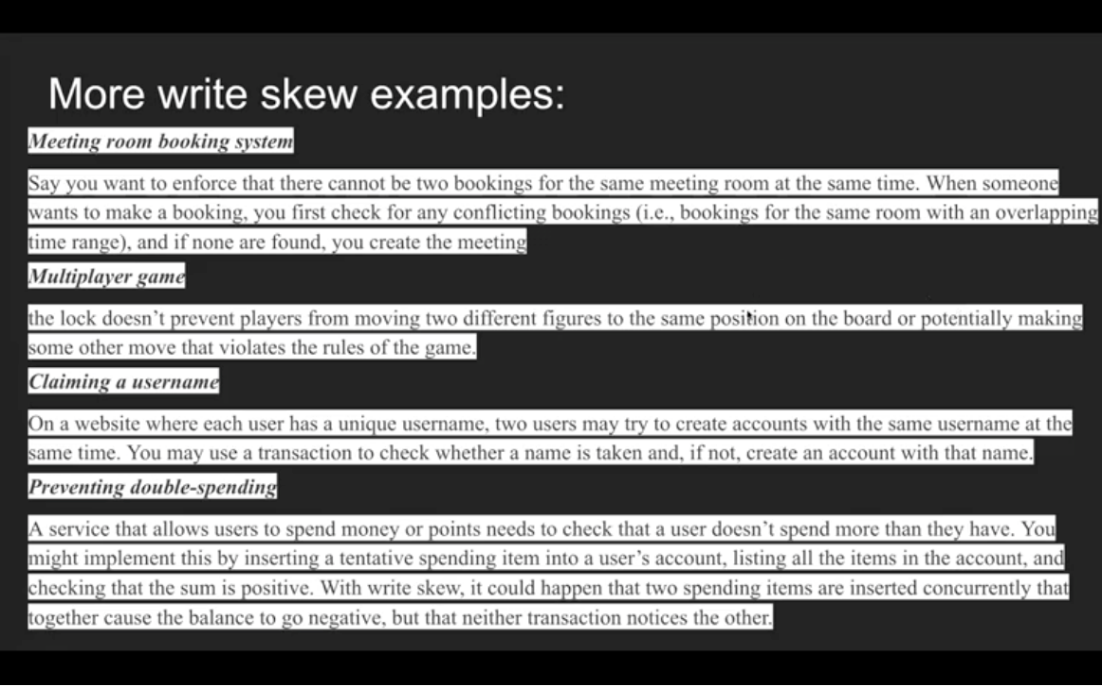 More write skew examples:
Meeting room booking system
Say you want to enforce that there cannot be two bookings for the same meeting room at the same time. When someone
wants to make a booking, you first check for any conflicting bookings (i.e., bookings for the same room with an overlapping
time range), and if none are found, you create the meeting
Multiplayer game
the lock doesn’t prevent players from moving two different figures to the same position on the board or potentially making
some other move that violates the rules of the game.
Claiming a username
On a website where each user has a unique username, two users may try to create accounts with the same username at the
same time. You may use a transaction to check whether a name is taken and, if not, create an account with that name.
Preventing double-spending
A service that allows users to spend money or points needs to check that a user doesn’t spend more than they have. You
might implement this by inserting a tentative spending item into a user’s account, listing all the items in the account, and
checking that the sum is positive. With write skew, it could happen that two spending items are inserted concurrently that
together cause the balance to go negative, but that neither transaction notices the other.